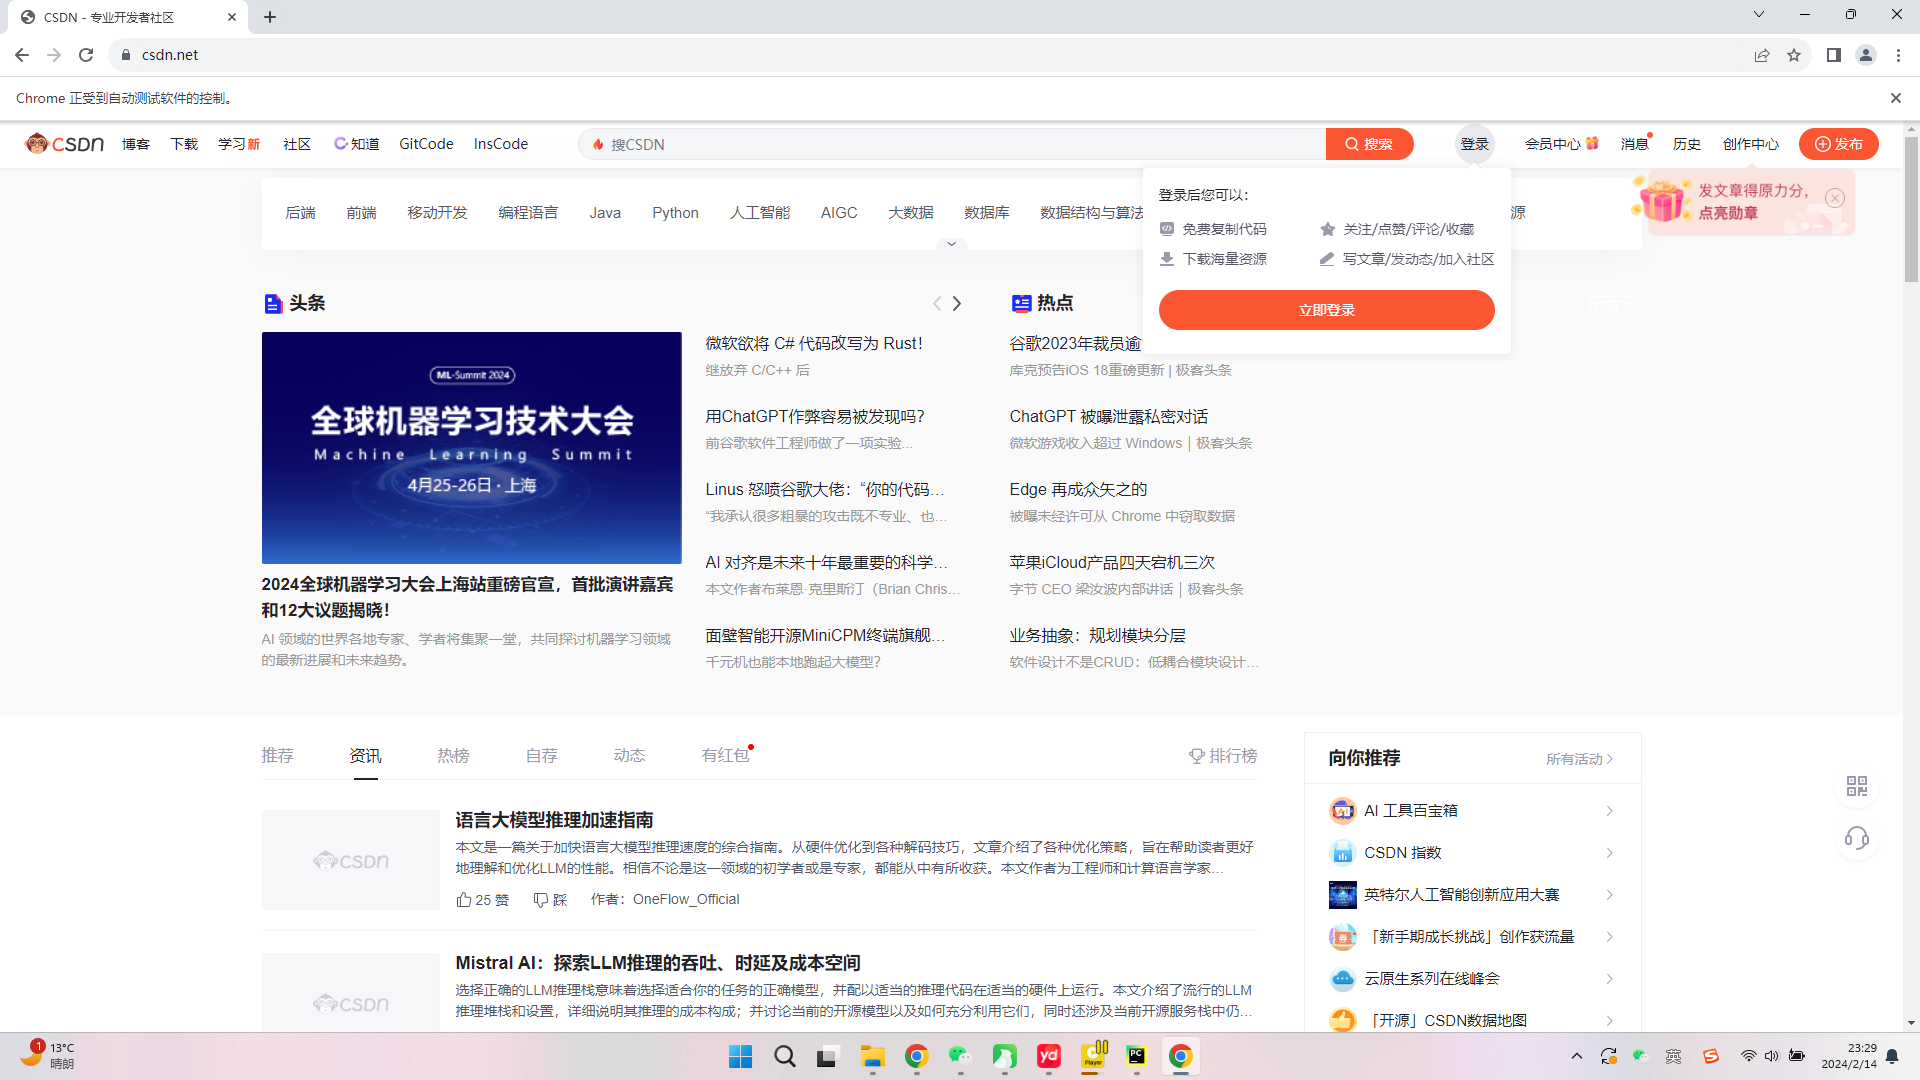 CSDN - 专业开发者社区
csdn.net
Chrome 正受到自动测试软件的控制。
CSDN 博客 下载 学习新 社区 知道 GitCode InsCode 搜CSDN 搜索 登录 会员中心 消息 历史 创作中心 发布
后端 前端 移动开发 编程语言 Java Python 人工智能 AIGC 大数据 数据库 数据结构与算法 源
登录后您可以：
免费复制代码 关注/点赞/评论/收藏
下载海量资源 写文章/发动态/加入社区
立即登录
发文章得原力分，
点亮勋章
头条
ML-Summit 2024
全球机器学习技术大会
Machine Learning Summit
4月25-26日 · 上海
2024全球机器学习大会上海站重磅官宣，首批演讲嘉宾
和12大议题揭晓！
AI 领域的世界各地专家、学者将集聚一堂，共同探讨机器学习领域
的最新进展和未来趋势。
微软欲将 C# 代码改写为 Rust！
继放弃 C/C++ 后
用ChatGPT作弊容易被发现吗?
前谷歌软件工程师做了一项实验...
Linus 怒喷谷歌大佬：“你的代码…
“我承认很多粗暴的攻击既不专业、也…
AI 对齐是未来十年最重要的科学…
本文作者布莱恩·克里斯汀（Brian Chris…
面壁智能开源MiniCPM终端旗舰…
千元机也能本地跑起大模型？
热点
谷歌2023年裁员逾
库克预告iOS 18重磅更新 | 极客头条
ChatGPT 被曝泄露私密对话
微软游戏收入超过 Windows｜极客头条
Edge 再成众矢之的
被曝未经许可从 Chrome 中窃取数据
苹果iCloud产品四天宕机三次
字节 CEO 梁汝波内部讲话｜极客头条
业务抽象：规划模块分层
软件设计不是CRUD：低耦合模块设计…
推荐 资讯 热榜 自荐 动态 有红包 排行榜
CSDN
语言大模型推理加速指南
本文是一篇关于加快语言大模型推理速度的综合指南。从硬件优化到各种解码技巧，文章介绍了各种优化策略，旨在帮助读者更好
地理解和优化LLM的性能。相信不论是这一领域的初学者或是专家，都能从中有所收获。本文作者为工程师和计算语言学家…
25 赞 踩 作者：OneFlow_Official
CSDN
Mistral AI：探索LLM推理的吞吐、时延及成本空间
选择正确的LLM推理栈意味着选择适合你的任务的正确模型，并配以适当的推理代码在适当的硬件上运行。本文介绍了流行的LLM
推理堆栈和设置，详细说明其推理的成本构成；并讨论当前的开源模型以及如何充分利用它们，同时还涉及当前开源服务栈中仍…
向你推荐 所有活动
AI 工具百宝箱
CSDN 指数
英特尔人工智能创新应用大赛
「新手期成长挑战」创作获流量
云原生系列在线峰会
「开源」CSDN数据地图
1
13°C
晴朗
yd
Player
PC
英
23:29
2024/2/14